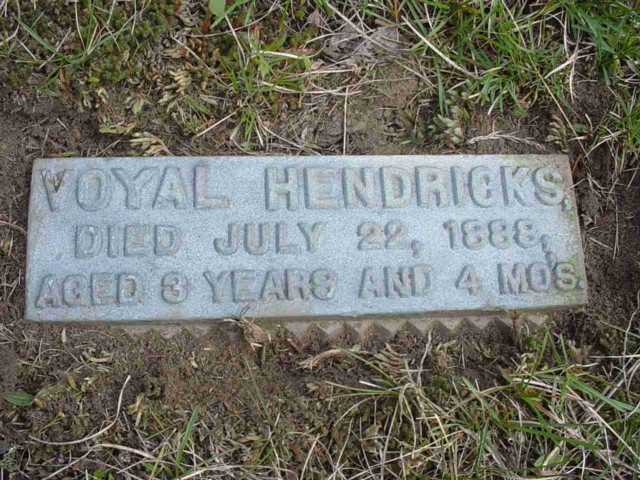 VOYAL HENDRICKS,
DIED JULY 22, 1888,
AGED 3 YEARS AND 4 MOS.